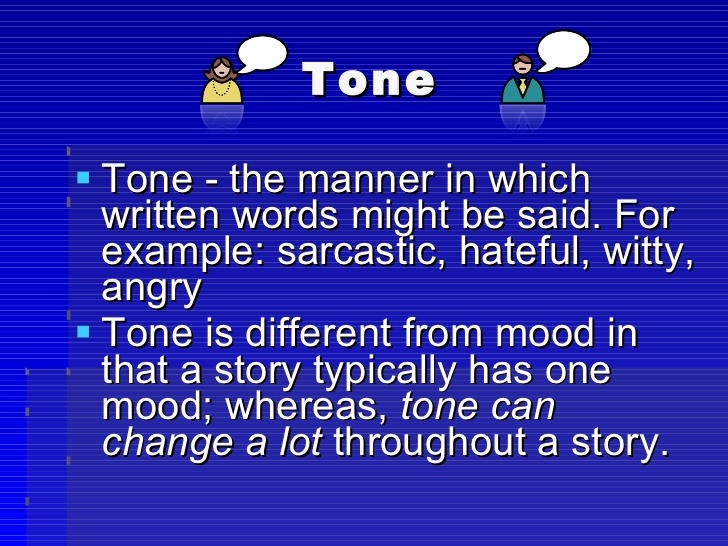 Tone
Tone - the manner in which
written words might be said. For
example: sarcastic, hateful, witty,
angry
Tone is different from mood in
that a story typically has one
mood; whereas, tone can
change a lot throughout a story.